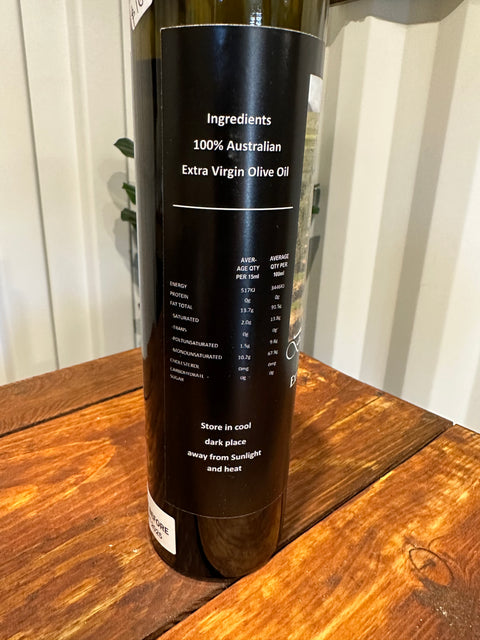 Ingredients
100% Australian
Extra Virgin Olive Oil
AVER- AVERAGE
AGE QTY QTY PER
PER 15ml 100ml
ENERGY 517KJ 3446KJ
PROTEIN 0g 0g
FAT TOTAL 13.7g 91.5g
SATURATED 2.0g 13.8g
-TRANS 0g 0g
-POLYUNSATURATED 1.5g 9.8g
-MONOUNSATURATED 10.2g 67.9g
CHOLESTEROL 0mg 0mg
CARBOHYDRATE - 0g 0g
SUGAR
Store in cool
dark place
away from Sunlight
and heat